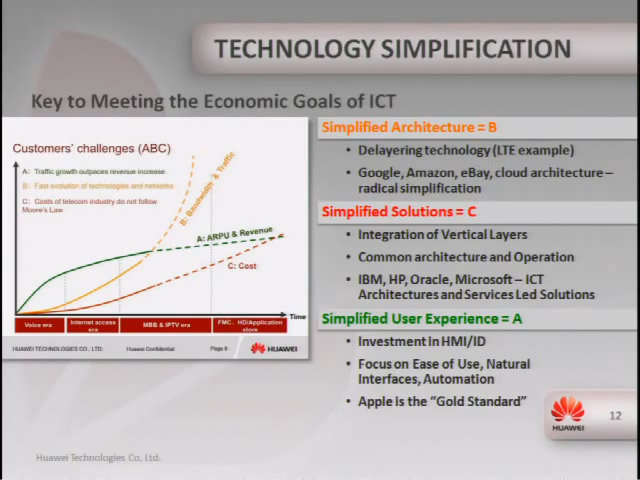 TECHNOLOGY SIMPLIFICATION
Key to Meeting the Economic Goals of ICT
Customers' challenges (ABC)
A: Traffic growth outpaces revenue increase
B: Fast evolution of technologies and networks
C: Costs of telecom industry do not follow
Moore's Law
B: Bandwidth & Traffic
A: ARPU & Revenue
C: Cost
Time
Voice era
Internet access
era
MBB & IPTV era
FMC, HD/Application
store
HUAWEI TECHNOLOGIES CO., LTD.
Huawei Confidential
Page 6
HUAWEI
Simplified Architecture = B
• Delayering technology (LTE example)
• Google, Amazon, eBay, cloud architecture –
radical simplification
Simplified Solutions = C
• Integration of Vertical Layers
• Common architecture and Operation
• IBM, HP, Oracle, Microsoft – ICT
Architectures and Services Led Solutions
Simplified User Experience = A
• Investment in HMI/ID
• Focus on Ease of Use, Natural
Interfaces, Automation
• Apple is the “Gold Standard”
HUAWEI
12
Huawei Technologies Co, Ltd.